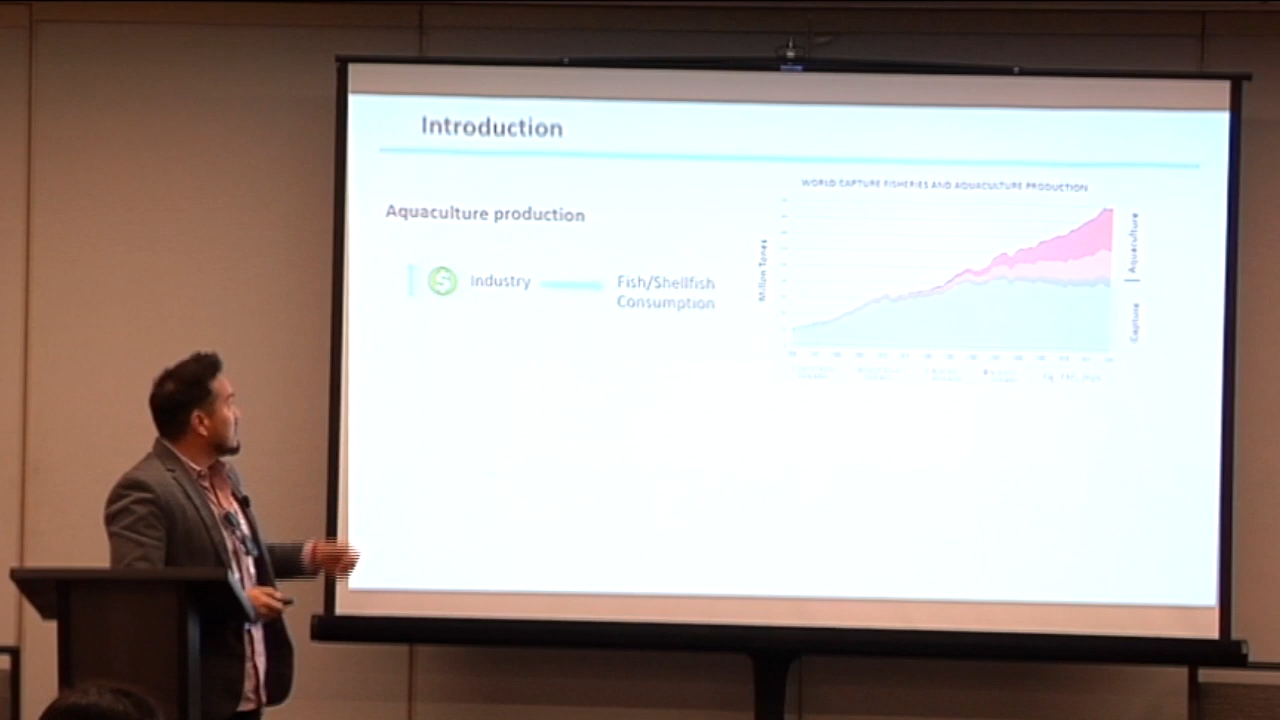 Introduction
WORLD CAPTURE FISHERIES AND AQUACULTURE PRODUCTION
Aquaculture production
$ Industry
Fish/Shellfish
Consumption
Million Tones
Aquaculture
Capture